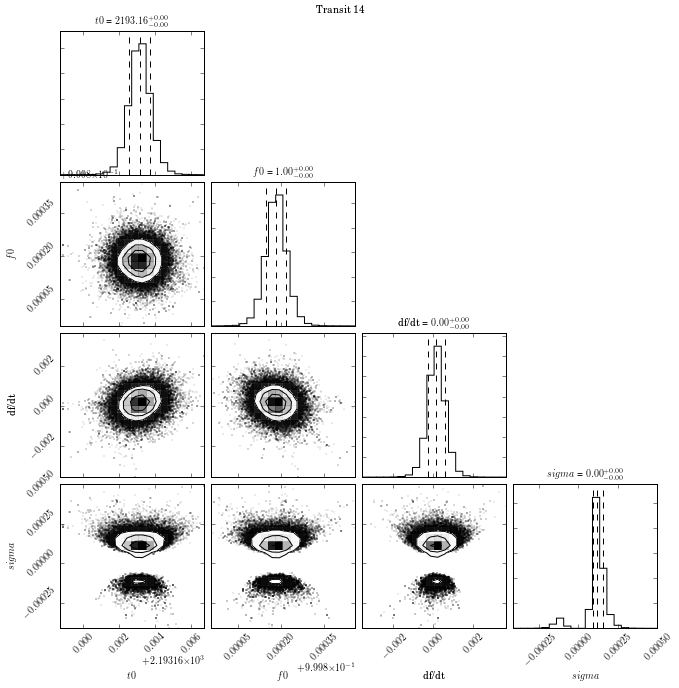 Transit 14
t0 = 2193.16+0.00−0.00
f0 = 1.00+0.00−0.00
0.00035
0.00020
0.00005
f0
df/dt = 0.00+0.00−0.00
0.002
0.000
−0.002
df/dt
sigma = 0.00+0.00−0.00
0.00050
0.00025
0.00000
−0.00025
sigma
0.000 0.002 0.004 0.006
0.00005 0.00020 0.00035
−0.002 0.000 0.002
−0.00025 0.00000 0.00025 0.00050
+2.19316×10³ +9.998×10⁻¹
t0 f0 df/dt sigma